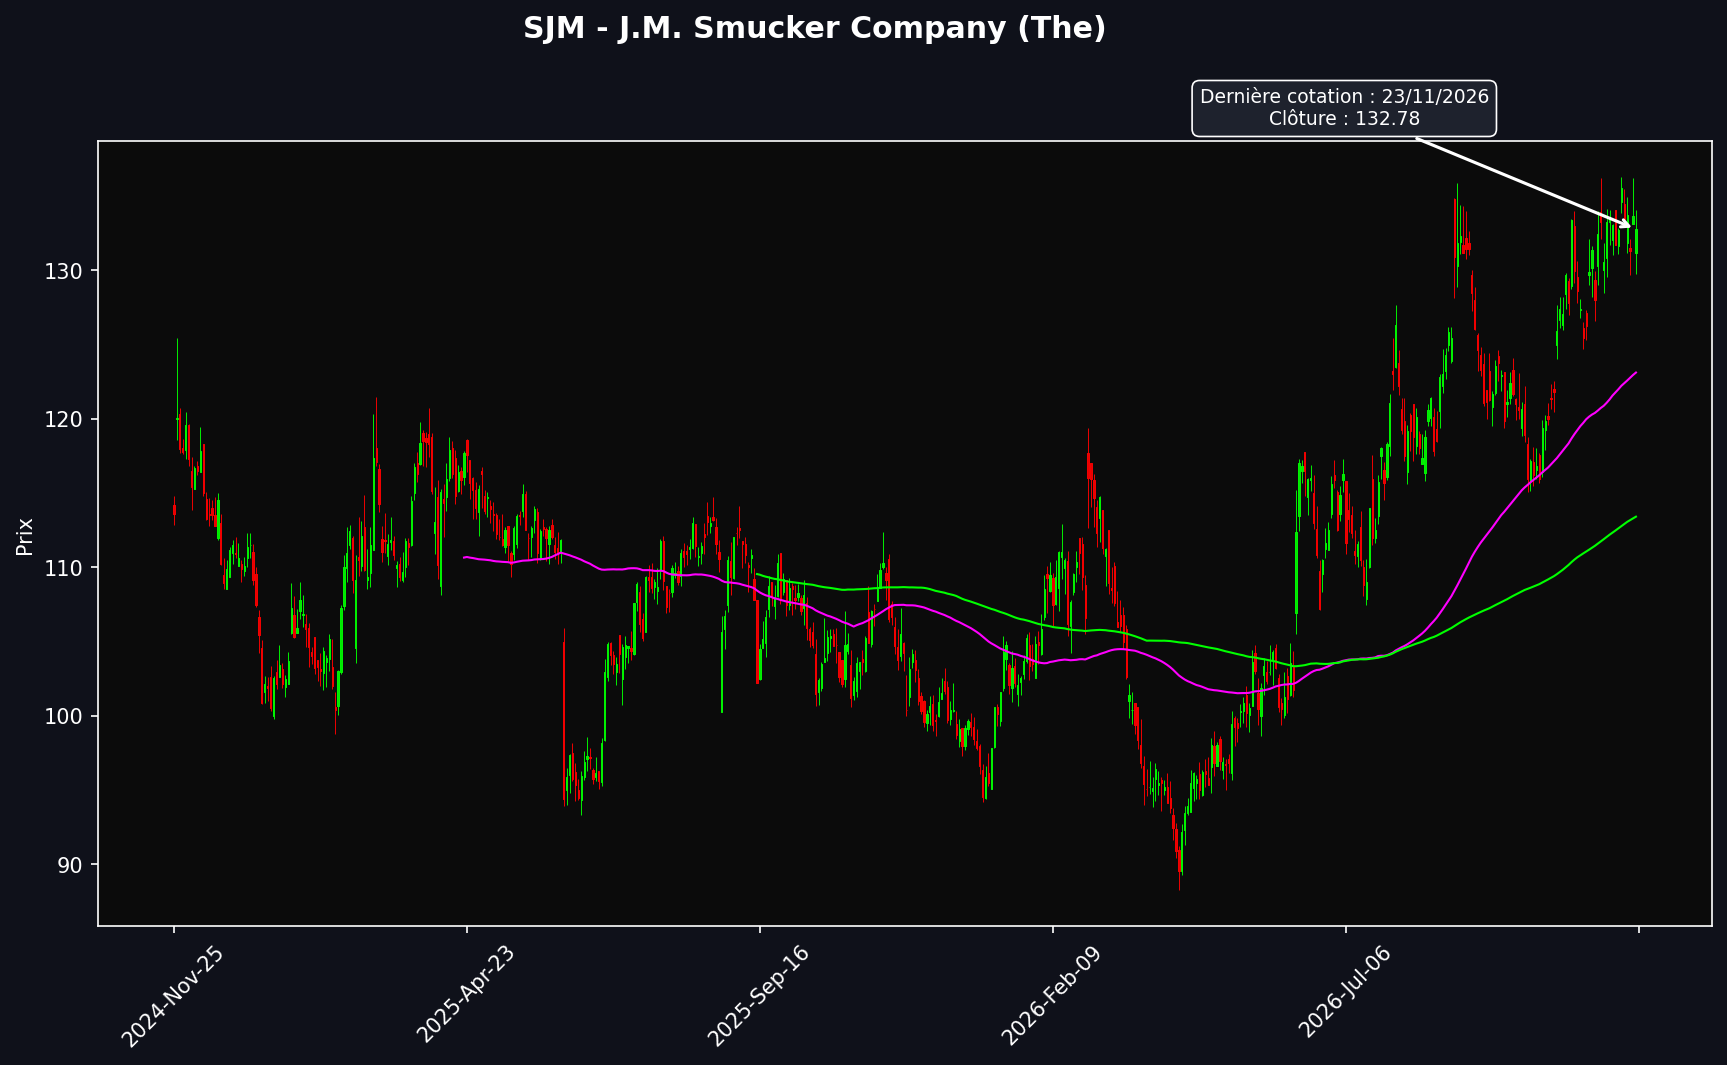 SJM - J.M. Smucker Company (The)
Dernière cotation : 23/11/2026
Clôture : 132.78
Prix
130
120
110
100
90
2024-Nov-25
2025-Apr-23
2025-Sep-16
2026-Feb-09
2026-Jul-06